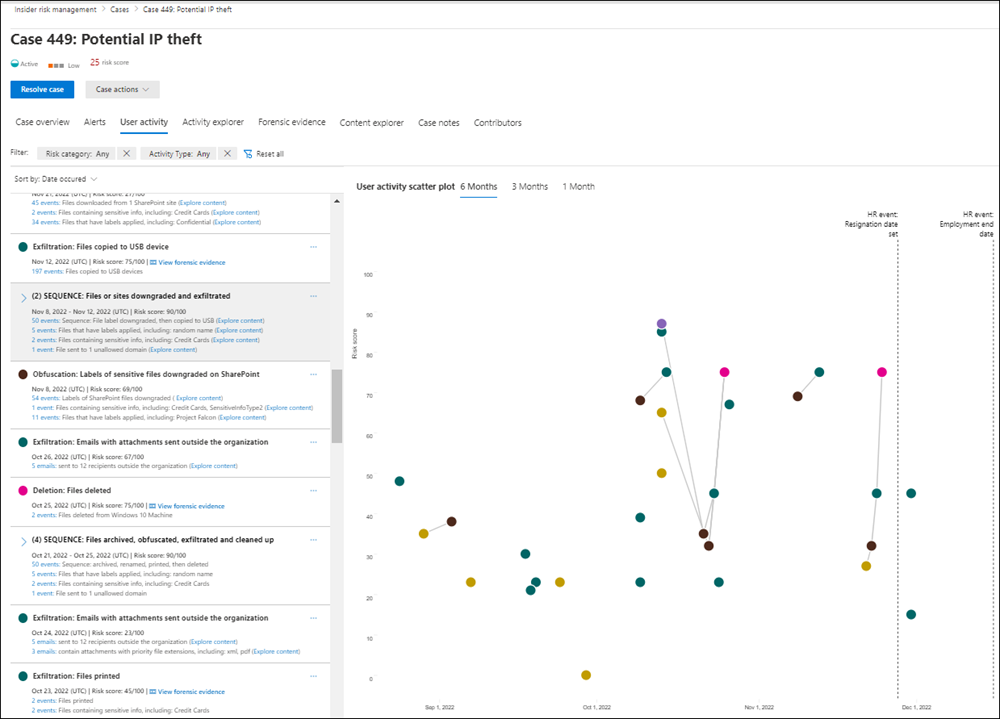 Insider risk management > Cases > Case 449: Potential IP theft
Case 449: Potential IP theft
Active Low 25 risk score
Resolve case Case actions
Case overview Alerts User activity Activity explorer Forensic evidence Content explorer Case notes Contributors
Filter: Risk category: Any Activity Type: Any Reset all
Sort by: Date occured
Nov 21, 2022 (UTC) | Risk score: 21/100
45 events: Files downloaded from 1 SharePoint site (Explore content)
2 events: Files containing sensitive info, including: Credit Cards (Explore content)
34 events: Files that have labels applied, including: Confidential (Explore content)
Exfiltration: Files copied to USB device
Nov 12, 2022 (UTC) | Risk score: 75/100 | View forensic evidence
197 events: Files copied to USB devices
(2) SEQUENCE: Files or sites downgraded and exfiltrated
Nov 8, 2022 - Nov 12, 2022 (UTC) | Risk score: 90/100
50 events: Sequence: File label downgraded, then copied to USB (Explore content)
5 events: Files that have labels applied, including: random name (Explore content)
2 events: Files containing sensitive info, including: Credit Cards (Explore content)
1 event: File sent to 1 unallowed domain (Explore content)
Obfuscation: Labels of sensitive files downgraded on SharePoint
Nov 8, 2022 (UTC) | Risk score: 69/100
54 events: Labels of SharePoint files downgraded ( Explore content)
1 event: Files containing sensitive info, including: Credit Cards, SensitiveInfoType2 (Explore content)
11 events: Files that have labels applied, including: Project Falcon (Explore content)
Exfiltration: Emails with attachments sent outside the organization
Oct 26, 2022 (UTC) | Risk score: 67/100
5 emails: sent to 12 recipients outside the organization (Explore content)
Deletion: Files deleted
Oct 25, 2022 (UTC) | Risk score: 75/100 | View forensic evidence
2 events: Files deleted from Windows 10 Machine
(4) SEQUENCE: Files archived, obfuscated, exfiltrated and cleaned up
Oct 21, 2022 - Oct 25, 2022 (UTC) | Risk score: 90/100
50 events: Sequence: archived, renamed, printed, then deleted
5 events: Files that have labels applied, including: random name
2 events: Files containing sensitive info, including: Credit Cards
1 event: File sent to 1 unallowed domain
Exfiltration: Emails with attachments sent outside the organization
Oct 24, 2022 (UTC) | Risk score: 23/100
5 emails: sent to 12 recipients outside the organization (Explore content)
3 emails: contain attachments with priority file extensions, including: xml, pdf (Explore content)
Exfiltration: Files printed
Oct 23, 2022 (UTC) | Risk score: 45/100 | View forensic evidence
2 events: Files printed
2 events: Files containing sensitive info, including: Credit Cards
User activity scatter plot 6 Months 3 Months 1 Month
HR event:
Resignation date
set
HR event:
Employment end
date
Risk score
100
90
80
70
60
50
40
30
20
10
0
Sep 1, 2022 Oct 1, 2022 Nov 1, 2022 Dec 1, 2022